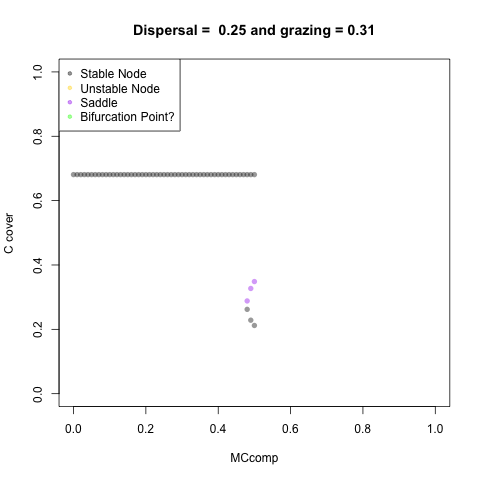 Dispersal =  0.25 and grazing = 0.31
Stable Node
Unstable Node
Saddle
Bifurcation Point?
C cover
1.0
0.8
0.6
0.4
0.2
0.0
0.0 0.2 0.4 0.6 0.8 1.0
MCcomp